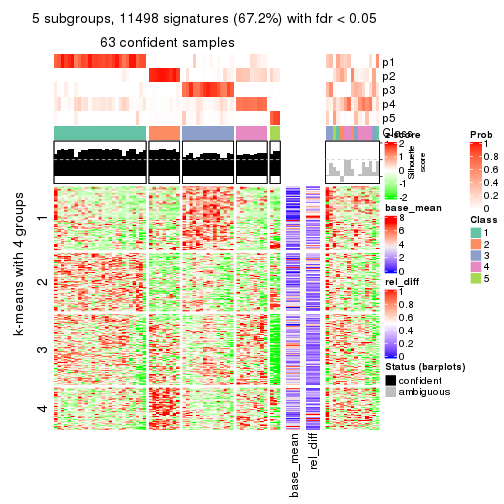 5 subgroups, 11498 signatures (67.2%) with fdr < 0.05
63 confident samples
p1
p2
p3
p4
p5
Class
z-score
2
1
0
-1
-2
Silhouette
score
1
2
3
4
k-means with 4 groups
base_mean
rel_diff
base_mean
8
6
4
2
0
rel_diff
1
0.8
0.6
0.4
0.2
0
Status (barplots)
confident
ambiguous
Prob
1
0.8
0.6
0.4
0.2
0
Class
1
2
3
4
5